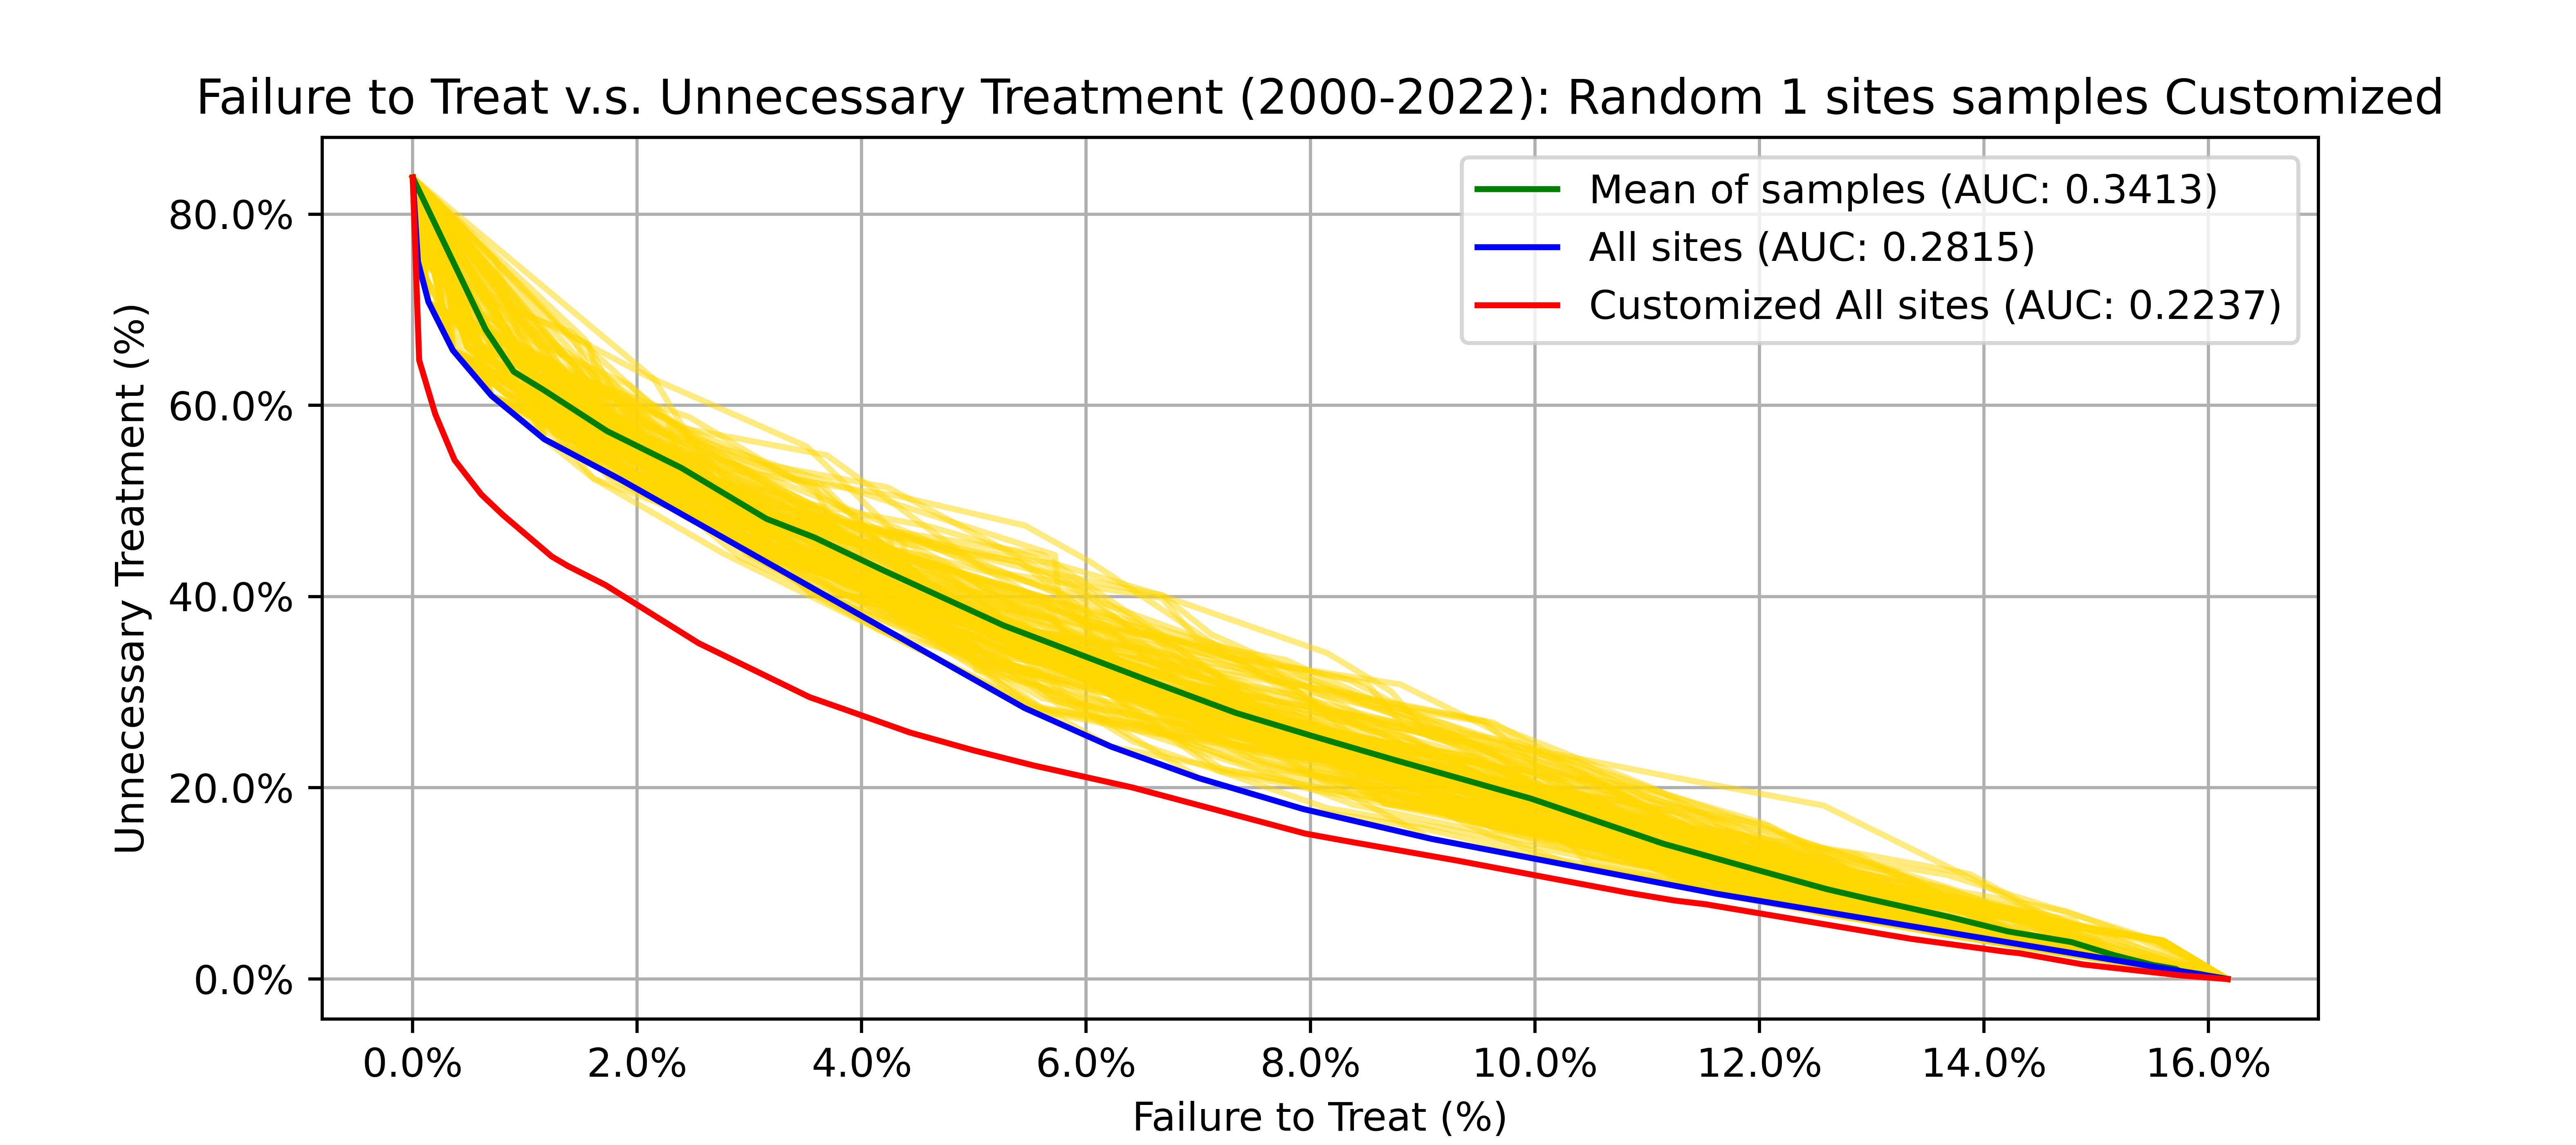 Failure to Treat v.s. Unnecessary Treatment (2000-2022): Random 1 sites samples Customized
Mean of samples (AUC: 0.3413)
All sites (AUC: 0.2815)
Customized All sites (AUC: 0.2237)
Unnecessary Treatment (%)
80.0%
60.0%
40.0%
20.0%
0.0%
0.0% 2.0% 4.0% 6.0% 8.0% 10.0% 12.0% 14.0% 16.0%
Failure to Treat (%)